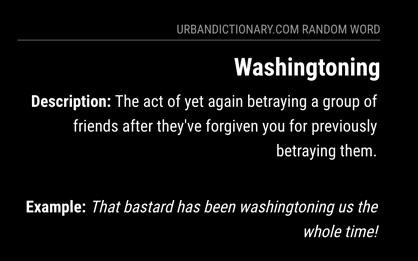 URBANDICTIONARY.COM RANDOM WORD
Washingtoning
Description: The act of yet again betraying a group of
friends after they've forgiven you for previously
betraying them.
Example: That bastard has been washingtoning us the
whole time!